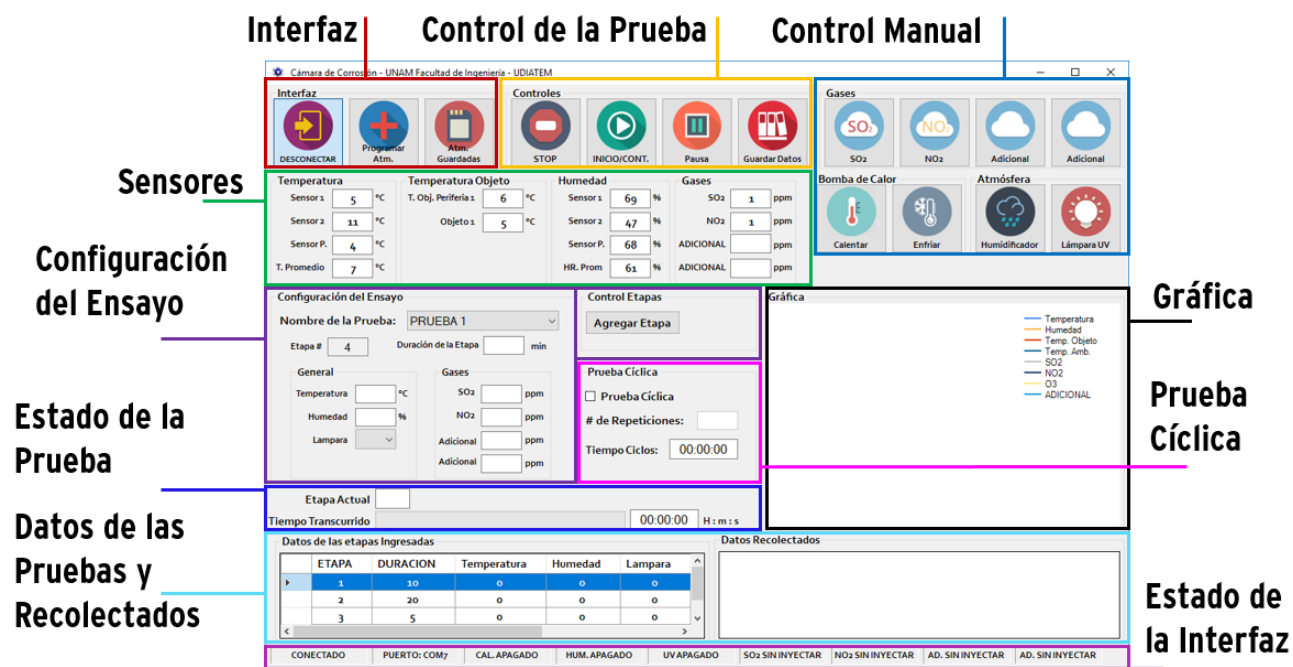 Interfaz
Control de la Prueba
Control Manual
Cámara de Corrosión - UNAM Facultad de Ingeniería - UDIATEM
Interfaz
DESCONECTAR
Programar
Atm.
Atm.
Guardadas
Controles
STOP
INICIO/CONT.
Pausa
Guardar Datos
Gases
SO2
NO2
SO2
NO2
Adicional
Adicional
Bomba de Calor
Calentar
Enfriar
Atmósfera
Humidificador
Lámpara UV
Sensores
Temperatura
Sensor 1 5 °C
Sensor 2 11 °C
Sensor P. 4 °C
T. Promedio 7 °C
Temperatura Objeto
T. Obj. Periferia 1 6 °C
Objeto 1 5 °C
Humedad
Sensor 1 69 %
Sensor 2 47 %
Sensor P. 68 %
HR. Prom 61 %
Gases
SO2 1 ppm
NO2 1 ppm
ADICIONAL ppm
ADICIONAL ppm
Configuración
del Ensayo
Configuración del Ensayo
Nombre de la Prueba: PRUEBA 1
Etapa # 4 Duración de la Etapa min
General
Temperatura °C
Humedad %
Lampara
Gases
SO2 ppm
NO2 ppm
Adicional ppm
Adicional ppm
Control Etapas
Agregar Etapa
Prueba Cíclica
Prueba Cíclica
# de Repeticiones:
Tiempo Ciclos: 00:00:00
Gráfica
Temperatura
Humedad
Temp. Objeto
Temp. Amb.
SO2
NO2
O3
ADICIONAL
Gráfica
Prueba
Cíclica
Estado de la
Prueba
Etapa Actual
Tiempo Transcurrido 00:00:00 H : m : s
Datos de las
Pruebas y
Recolectados
Datos de las etapas Ingresadas
ETAPA DURACION Temperatura Humedad Lampara
1 10 0 0 0
2 20 0 0 0
3 5 0 0 0
Datos Recolectados
Estado de
la Interfaz
CONECTADO PUERTO: COM7 CAL. APAGADO HUM. APAGADO UV APAGADO SO2 SIN INYECTAR NO2 SIN INYECTAR AD. SIN INYECTAR AD. SIN INYECTAR